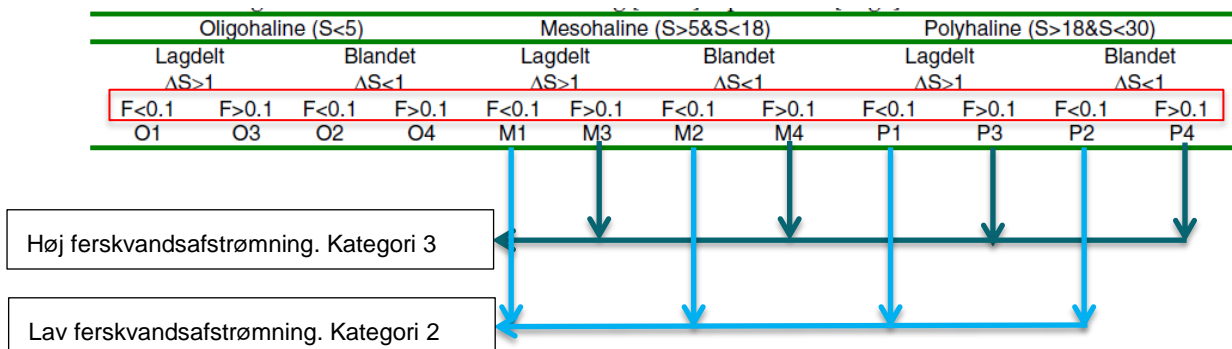 Oligohaline (S<5) Mesohaline (S>5&S<18) Polyhaline (S>18&S<30)
Lagdelt Blandet Lagdelt Blandet Lagdelt Blandet
ΔS>1 ΔS<1 ΔS>1 ΔS<1 ΔS>1 ΔS<1
F<0.1 F>0.1 F<0.1 F>0.1 F<0.1 F>0.1 F<0.1 F>0.1 F<0.1 F>0.1 F<0.1 F>0.1
O1 O3 O2 O4 M1 M3 M2 M4 P1 P3 P2 P4
Høj ferskvandsafstrømning. Kategori 3
Lav ferskvandsafstrømning. Kategori 2